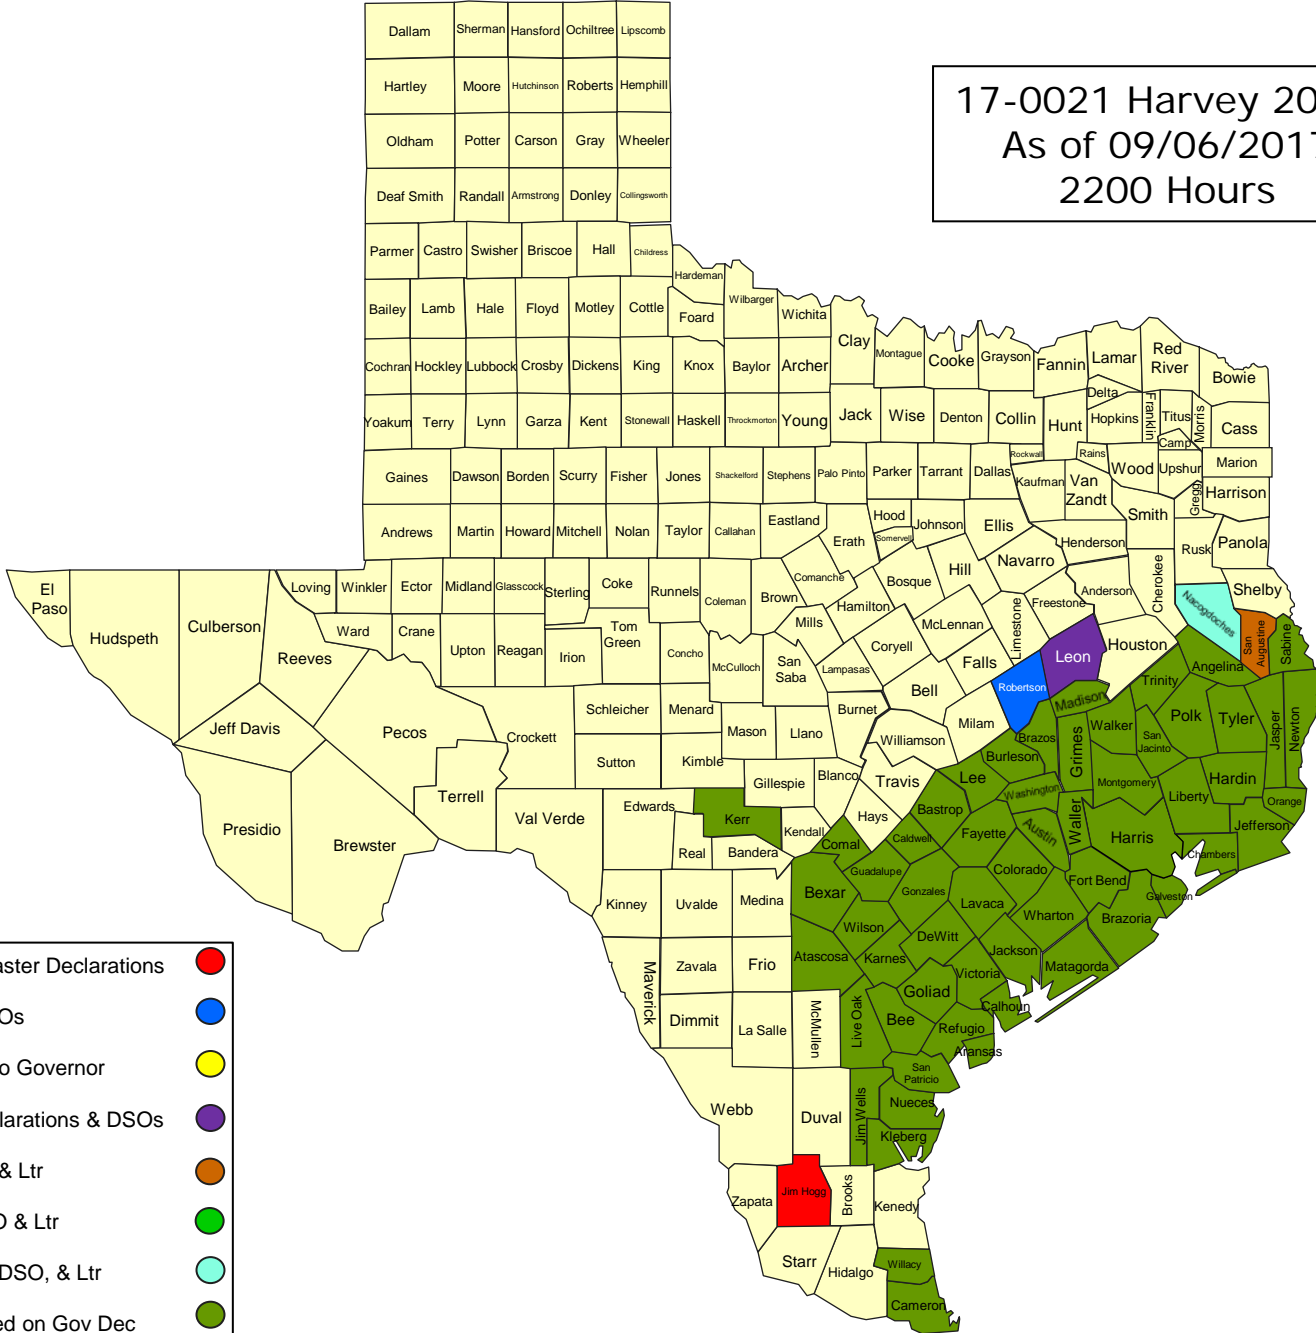 Dallam Sherman Hansford Ochiltree Lipscomb
Hartley Moore Hutchinson Roberts Hemphill
17-0021 Harvey 20
As of 09/06/2017
2200 Hours
Oldham Potter Carson Gray Wheeler
Deaf Smith Randall Armstrong Donley Collingsworth
Parmer Castro Swisher Briscoe Hall Childress
Hardeman
Bailey Lamb Hale Floyd Motley Cottle Foard Wilbarger Wichita
Clay Montague Cooke Grayson Fannin Lamar Red
River Bowie
Cochran Hockley Lubbock Crosby Dickens King Knox Baylor Archer
Delta
Yoakum Terry Lynn Garza Kent Stonewall Haskell Throckmorton Young Jack Wise Denton Collin Hunt Hopkins Franklin Titus Morris Cass
Camp
Gaines Dawson Borden Scurry Fisher Jones Shackelford Stephens Palo Pinto Parker Tarrant Dallas Rockwall Kaufman Rains Van
Zandt Wood Upshur Gregg Marion
Harrison
Andrews Martin Howard Mitchell Nolan Taylor Callahan Eastland Erath Hood Somervell Johnson Ellis Henderson Smith Rusk Panola
El
Paso Hudspeth Culberson Loving Winkler Ector Midland Glasscock Sterling Coke Runnels Coleman Brown Comanche Hamilton Bosque Hill Navarro Freestone Anderson Cherokee Nacogdoches Shelby
Reeves Ward Crane Upton Reagan Irion Tom
Green Concho McCulloch San
Saba Mills Lampasas Coryell McLennan Falls Limestone Leon Houston Angelina San
Augustine Sabine
Jeff Davis Pecos Crockett Schleicher Menard Mason Llano Burnet Bell Milam Robertson Madison Trinity Polk Tyler Jasper Newton
Sutton Kimble Gillespie Blanco Williamson Travis Burleson Brazos Grimes Walker San
Jacinto
Presidio Brewster Terrell Val Verde Edwards Kerr Kendall Hays Bastrop Lee Washington Montgomery Liberty Hardin Orange
Real Bandera Comal Caldwell Fayette Austin Waller Harris Jefferson
Chambers
Kinney Uvalde Medina Bexar Guadalupe Gonzales Lavaca Colorado Fort Bend Galveston
Wilson DeWitt Wharton Brazoria
Maverick Zavala Frio Atascosa Karnes Victoria Jackson Matagorda
Dimmit La Salle McMullen Live Oak Bee Goliad Calhoun
Refugio
Aransas
San
Patricio
Webb Duval Jim Wells Nueces
Kleberg
Zapata Jim Hogg Brooks Kenedy
Starr Hidalgo Willacy
Cameron
aster Declarations
Os
o Governor
larations & DSOs
& Ltr
O & Ltr
DSO, & Ltr
ed on Gov Dec